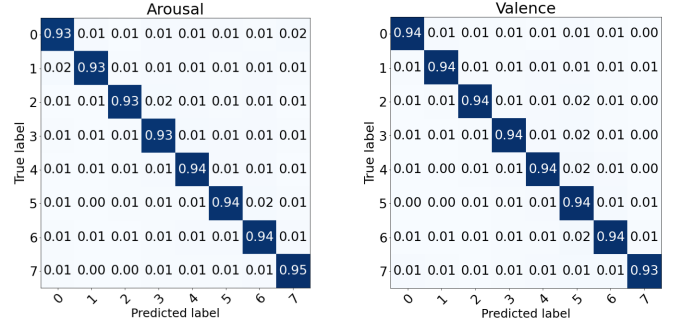 Arousal
0 0.93 0.01 0.01 0.01 0.01 0.01 0.01 0.02
1 0.02 0.93 0.01 0.01 0.01 0.01 0.01 0.01
2 0.01 0.01 0.93 0.02 0.01 0.01 0.01 0.01
3 0.01 0.01 0.01 0.93 0.01 0.01 0.01 0.01
4 0.01 0.01 0.01 0.01 0.94 0.01 0.01 0.01
5 0.01 0.00 0.01 0.01 0.01 0.94 0.02 0.01
6 0.01 0.01 0.01 0.01 0.01 0.01 0.94 0.01
7 0.01 0.00 0.00 0.01 0.01 0.01 0.01 0.95
True label
0 1 2 3 4 5 6 7
Predicted label
Valence
0 0.94 0.01 0.01 0.01 0.01 0.01 0.01 0.00
1 0.01 0.94 0.01 0.01 0.01 0.01 0.01 0.01
2 0.01 0.01 0.94 0.01 0.01 0.02 0.01 0.00
3 0.01 0.01 0.01 0.94 0.01 0.02 0.01 0.00
4 0.01 0.00 0.01 0.01 0.94 0.02 0.01 0.00
5 0.00 0.00 0.01 0.01 0.01 0.94 0.01 0.01
6 0.01 0.01 0.01 0.01 0.01 0.02 0.94 0.01
7 0.01 0.01 0.01 0.01 0.01 0.01 0.01 0.93
True label
0 1 2 3 4 5 6 7
Predicted label